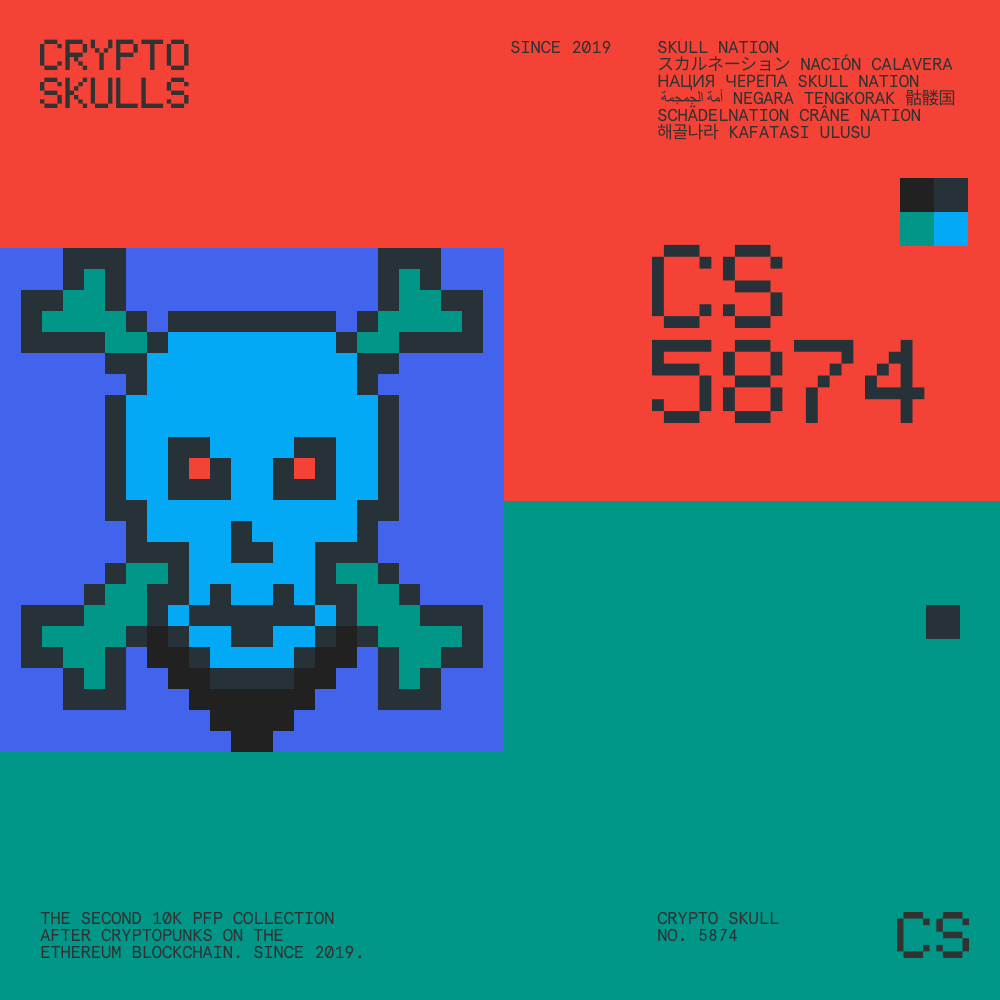 CRYPTO
SKULLS
SINCE 2019
SKULL NATION
スカルネーション NACIÓN CALAVERA
НАЦИЯ ЧЕРЕПА SKULL NATION
أمة الجمجمة NEGARA TENGKORAK 骷髅国
SCHÄDELNATION CRÂNE NATION
해골나라 KAFATASI ULUSU
CS
5874
THE SECOND 10K PFP COLLECTION
AFTER CRYPTOPUNKS ON THE
ETHEREUM BLOCKCHAIN. SINCE 2019.
CRYPTO SKULL
NO. 5874
CS